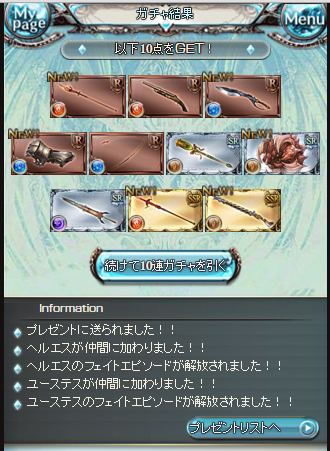 My page
ガチャ結果
Menu
以下10点をGET！
NEW! R
R
NEW! R
NEW! R
R
SR
NEW! SR
SR
NEW! SSR
NEW! SSR
続けて10連ガチャを引く
Information
プレゼントに送られました！！
ヘルエスが仲間に加わりました！
ヘルエスのフェイトエピソードが解放されました！！
ユーステスが仲間に加わりました！
ユーステスのフェイトエピソードが解放されました！！
プレゼントリストへ